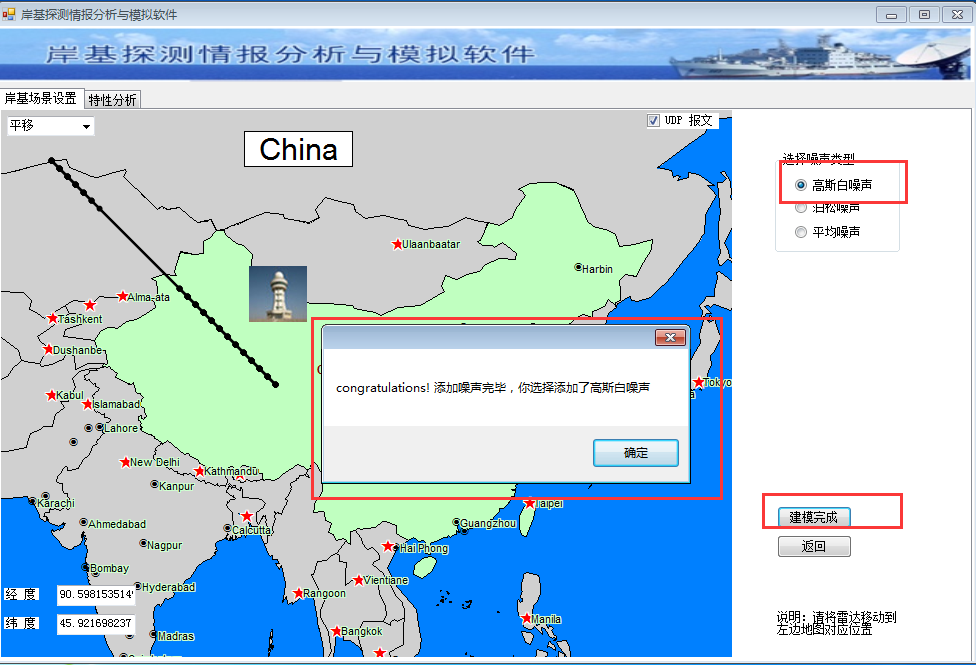 岸基探测情报分析与模拟软件
岸基探测情报分析与模拟软件
岸基场景设置
特性分析
平移
UDP 报文
China
选择噪声类型
高斯白噪声
泊松噪声
平均噪声
Ulaanbaatar
Harbin
Alma-ata
Tashkent
Dushanbe
Tokyo
Kabul
Islamabad
Lahore
congratulations! 添加噪声完毕，你选择添加了高斯白噪声
确定
New Delhi
Kathmandu
Kanpur
Karachi
Taipei
Ahmedabad
Calcutta
Guangzhou
建模完成
Nagpur
Hai Phong
返回
Bombay
Vientiane
Hyderabad
Rangoon
经 度
90.598153514
纬 度
45.921698237
Manila
Bangkok
Madras
说明：请将雷达移动到
左边地图对应位置